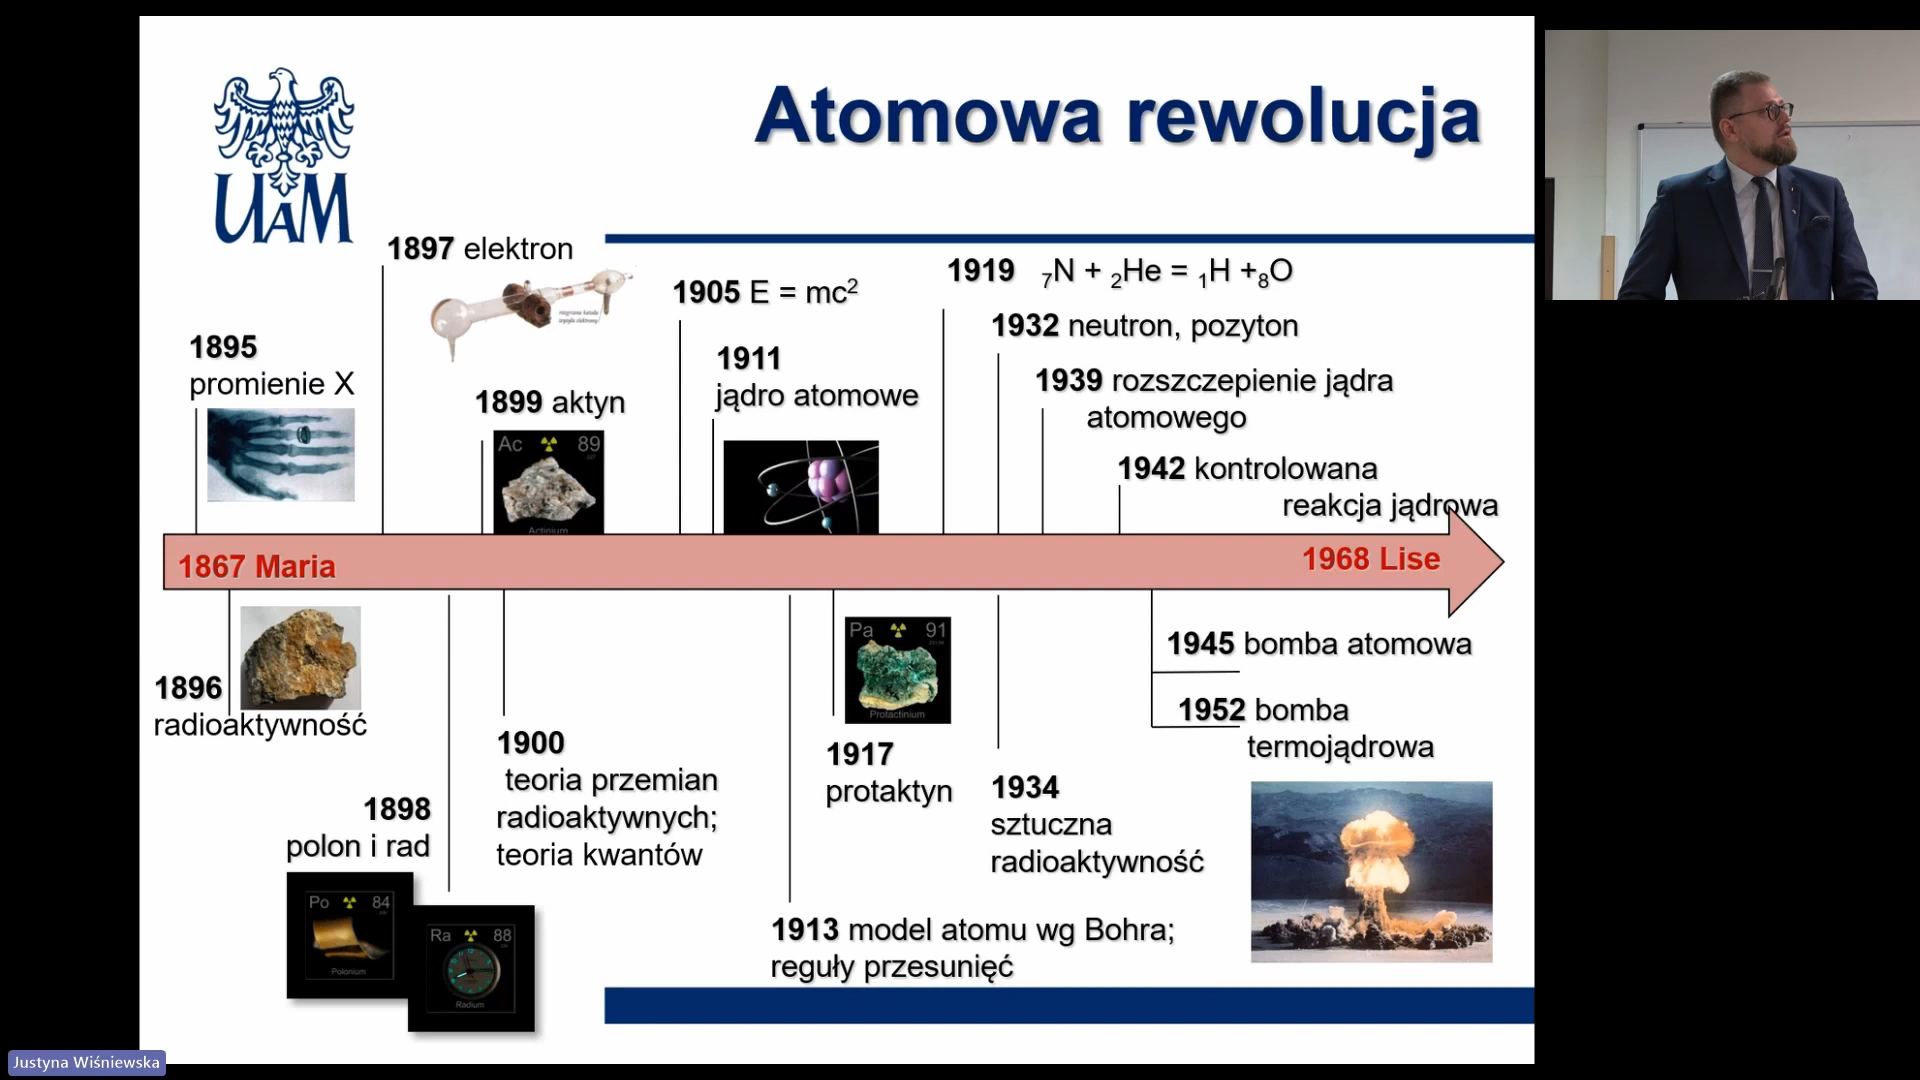 UAM
Atomowa rewolucja
1897 elektron
1905 E = mc²
1919 ₇N + ₂He = ₁H +₈O
1932 neutron, pozyton
1895
promienie X
1911
jądro atomowe
1939 rozszczepienie jądra
atomowego
1899 aktyn
Ac 89
Actinium
1942 kontrolowana
reakcja jądrowa
1867 Maria
1968 Lise
1896
radioaktywność
1898
polon i rad
Po 84
Polonium
Ra 88
Radium
1900
teoria przemian
radioaktywnych;
teoria kwantów
Pa 91
Protactinium
1917
protaktyn
1913 model atomu wg Bohra;
reguły przesunięć
1934
sztuczna
radioaktywność
1945 bomba atomowa
1952 bomba
termojądrowa
Justyna Wiśniewska